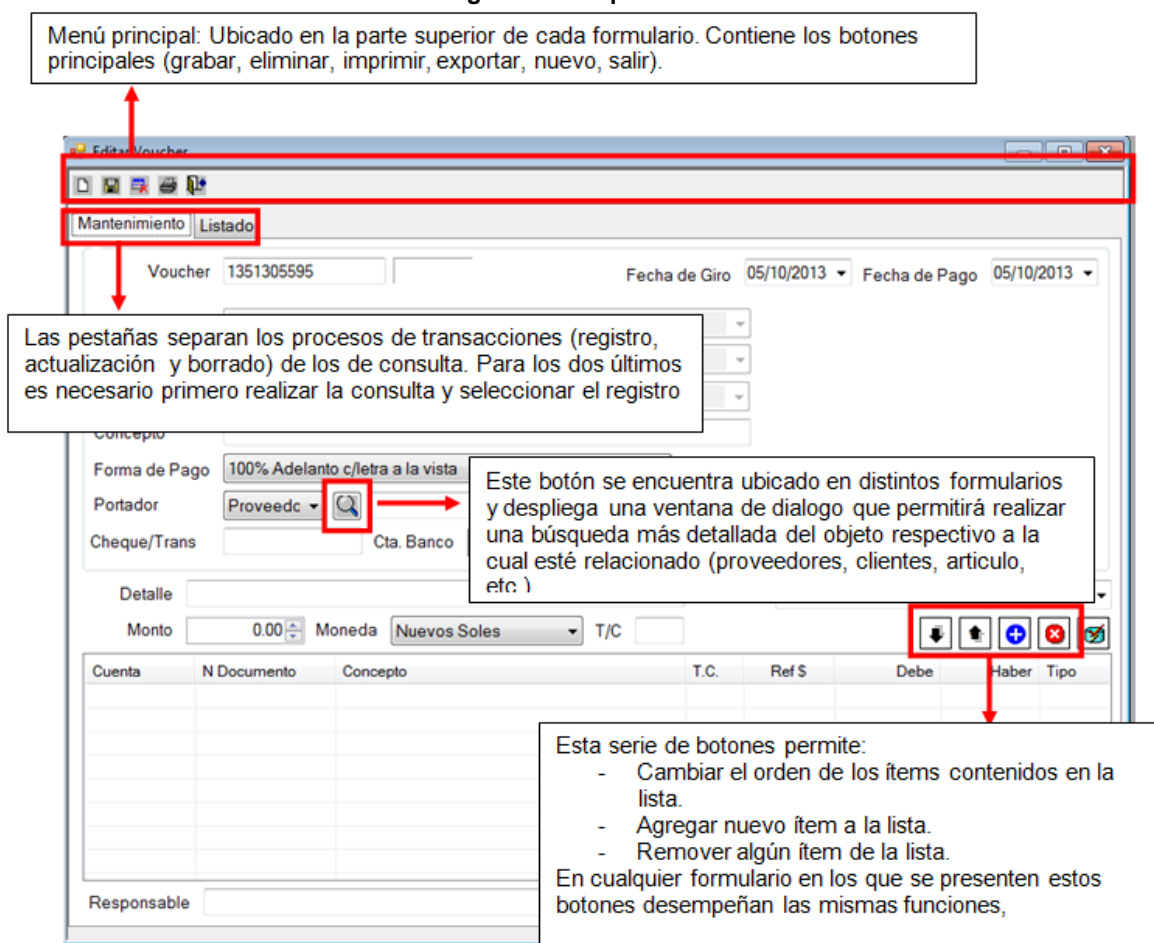 Menú principal: Ubicado en la parte superior de cada formulario. Contiene los botones
principales (grabar, eliminar, imprimir, exportar, nuevo, salir).
Editar Voucher
Mantenimiento Listado
Voucher 1351305595 Fecha de Giro 05/10/2013 Fecha de Pago 05/10/2013
Las pestañas separan los procesos de transacciones (registro,
actualización y borrado) de los de consulta. Para los dos últimos
es necesario primero realizar la consulta y seleccionar el registro
Concepto
Forma de Pago 100% Adelanto c/letra a la vista
Portador Proveedc
Cheque/Trans Cta. Banco
Este botón se encuentra ubicado en distintos formularios
y despliega una ventana de dialogo que permitirá realizar
una búsqueda más detallada del objeto respectivo a la
cual esté relacionado (proveedores, clientes, articulo,
etc.)
Detalle
Monto 0.00 Moneda Nuevos Soles T/C
Cuenta N Documento Concepto T.C. Ref $ Debe Haber Tipo
Esta serie de botones permite:
- Cambiar el orden de los ítems contenidos en la
lista.
- Agregar nuevo ítem a la lista.
- Remover algún ítem de la lista.
En cualquier formulario en los que se presenten estos
botones desempeñan las mismas funciones,
Responsable